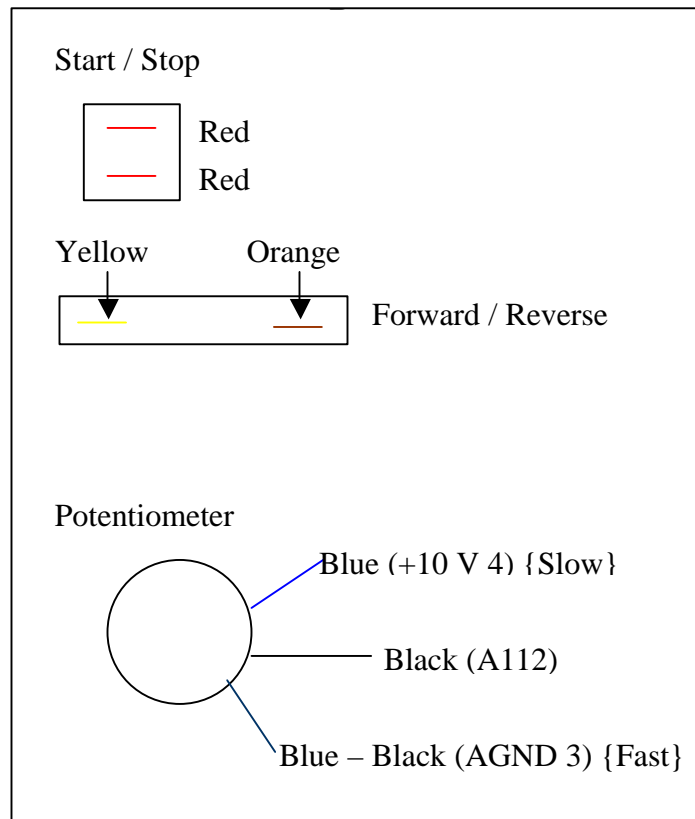 Start / Stop
Red
Red
Yellow Orange
Forward / Reverse
Potentiometer
Blue (+10 V 4) {Slow}
Black (A112)
Blue – Black (AGND 3) {Fast}